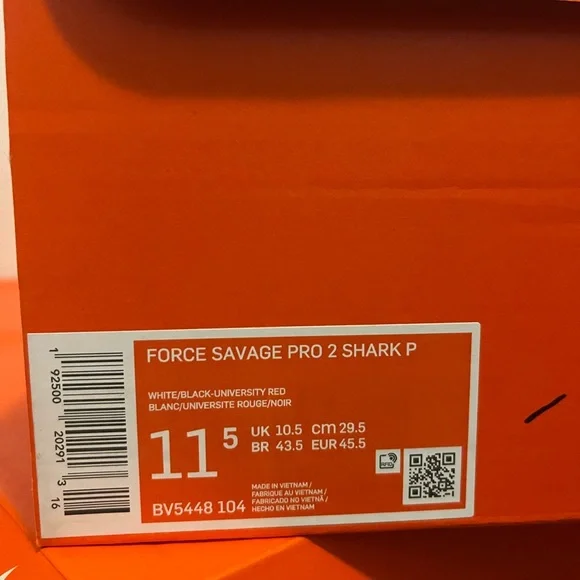 FORCE SAVAGE PRO 2 SHARK P
WHITE/BLACK-UNIVERSITY RED
BLANC/UNIVERSITE ROUGE/NOIR
11 5
UK 10.5 cm 29.5
BR 43.5 EUR 45.5
BV5448 104
MADE IN VIETNAM /
FABRIQUE AU VIETNAM /
FABRICADO NO VIETNÃ /
HECHO EN VIETNAM
1 92500 20291 3
16